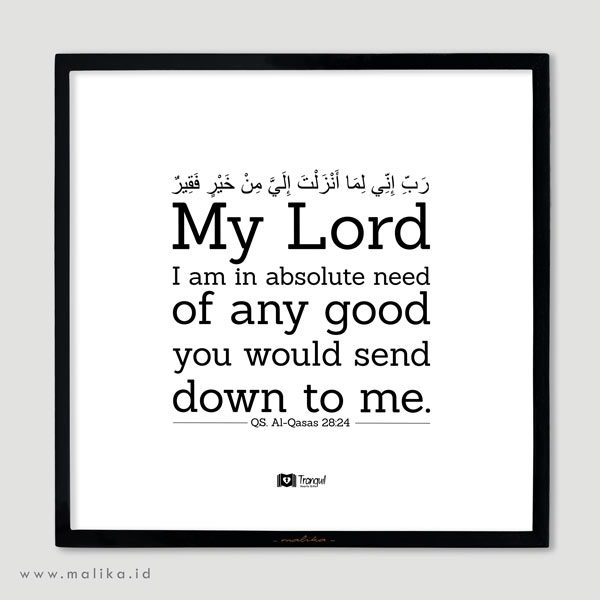 رَبِّ إِنِّي لِمَا أَنْزَلْتَ إِلَيَّ مِنْ خَيْرٍ فَقِيرٌ
My Lord
I am in absolute need
of any good
you would send
down to me.
QS. Al-Qasas 28:24
Tranquil
- malika -
www.malika.id